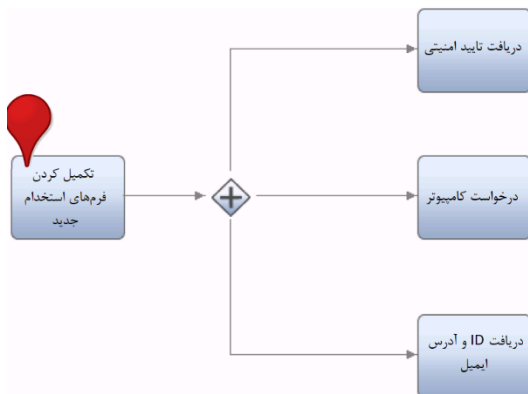 دریافت تایید امنیتی
تکمیل کردن
فرم‌های استخدام
جدید
درخواست کامپیوتر
دریافت ID و آدرس
ایمیل